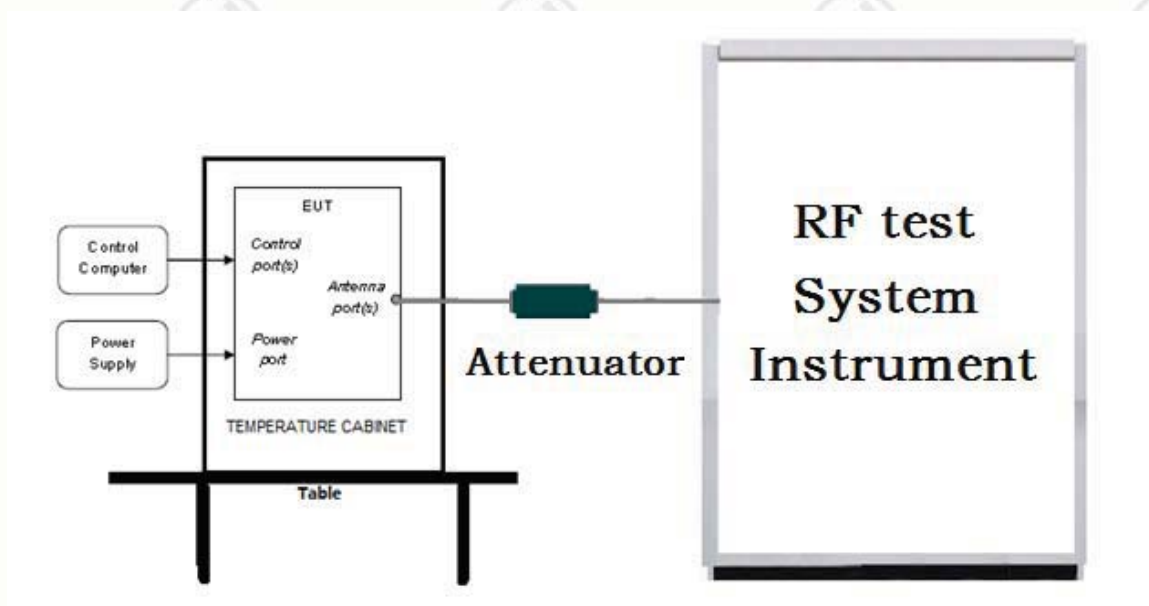 Control
Computer
Power
Supply
EUT
Control
port(s)
Antenna
port(s)
Power
port
TEMPERATURE CABINET
Table
Attenuator
RF test
System
Instrument